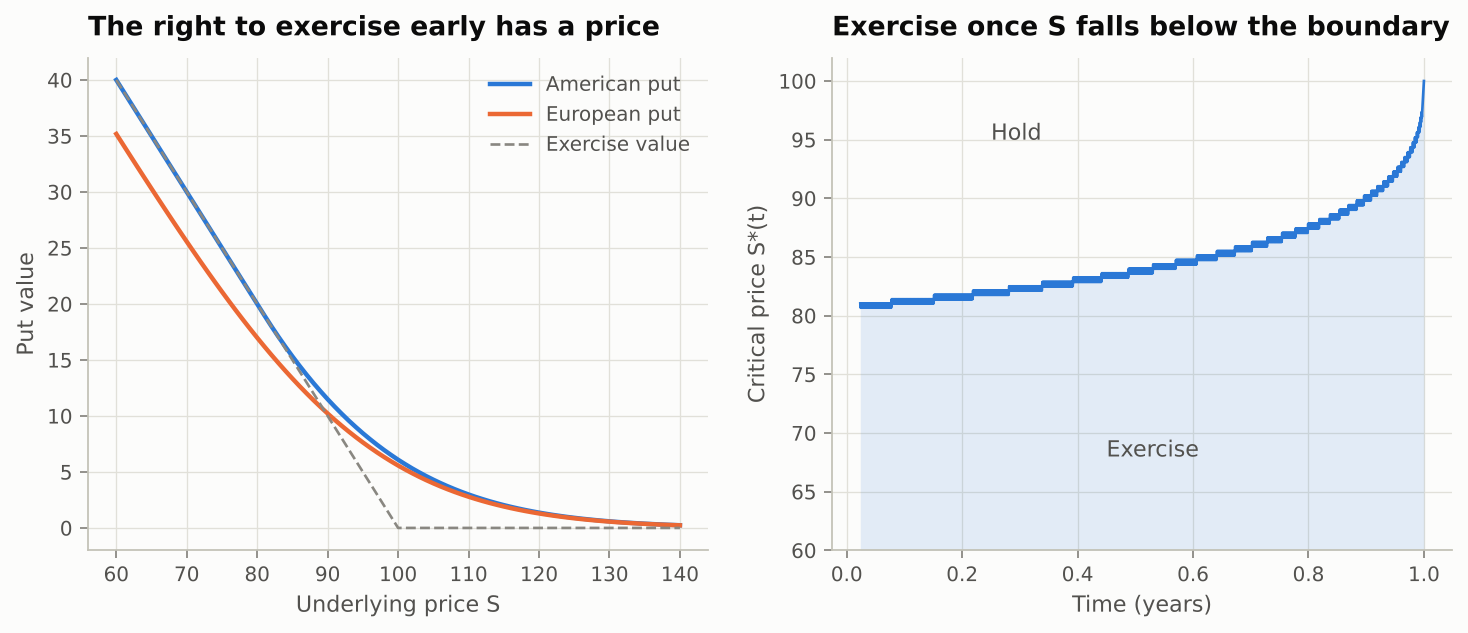 The right to exercise early has a price
40
35
30
25
20
15
10
5
0
Put value
American put
European put
Exercise value
60 70 80 90 100 110 120 130 140
Underlying price S
Exercise once S falls below the boundary
100
95
90
85
80
75
70
65
60
Critical price S*(t)
Hold
Exercise
0.0 0.2 0.4 0.6 0.8 1.0
Time (years)